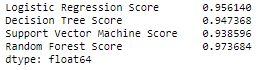 Logistic Regression Score 0.956140
Decision Tree Score 0.947368
Support Vector Machine Score 0.938596
Random Forest Score 0.973684
dtype: float64